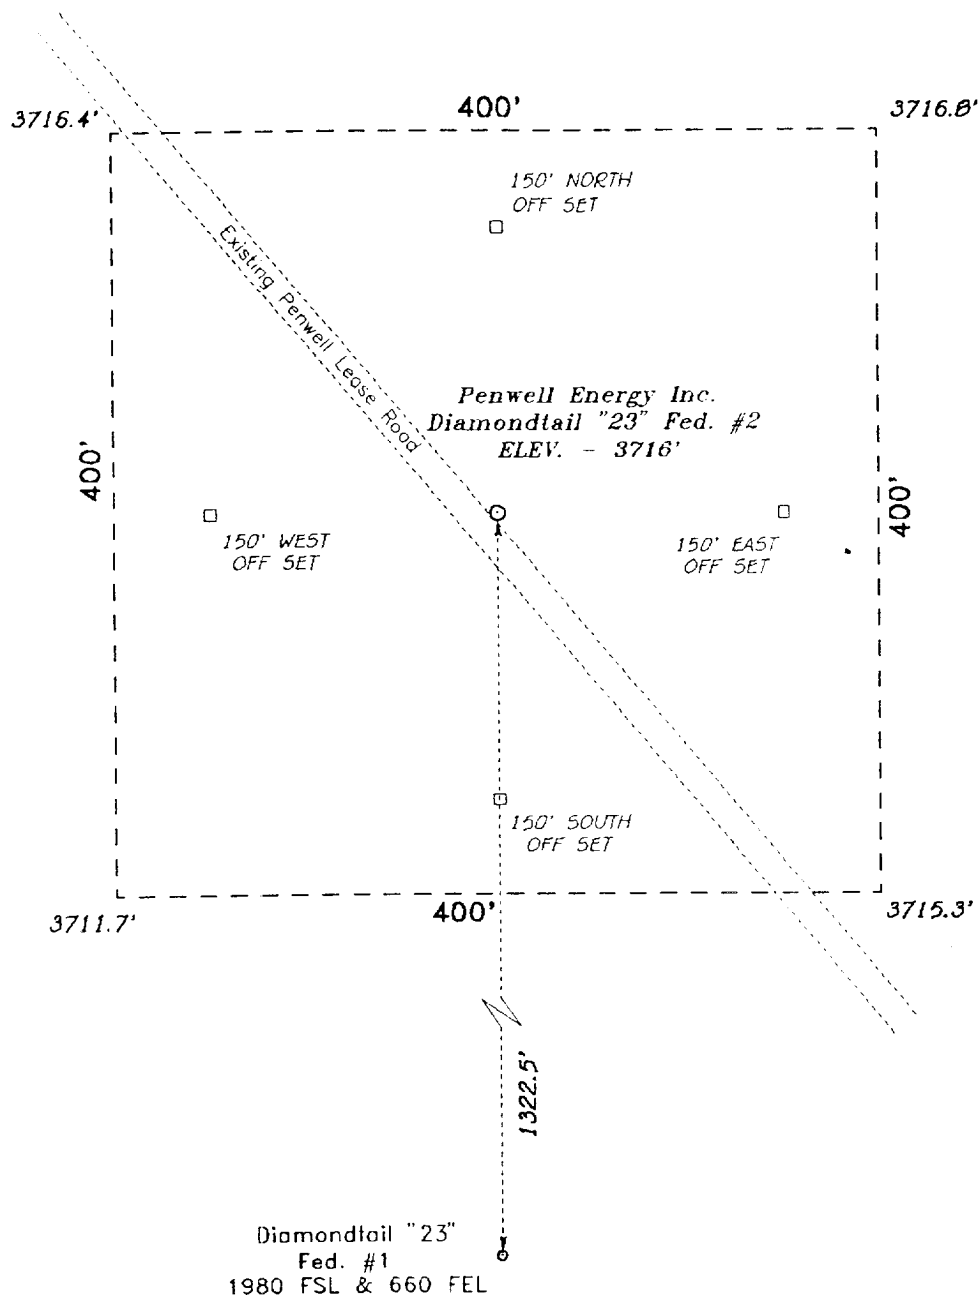 400'
3716.4'
3716.8'
150' NORTH
OFF SET
Existing Penwell Lease Road
Penwell Energy Inc.
Diamondtail "23" Fed. #2
ELEV. - 3716'
400'
400'
150' WEST
OFF SET
150' EAST
OFF SET
150' SOUTH
OFF SET
3711.7'
400'
3715.3'
1322.5'
Diamondtail "23"
Fed. #1
1980 FSL & 660 FEL